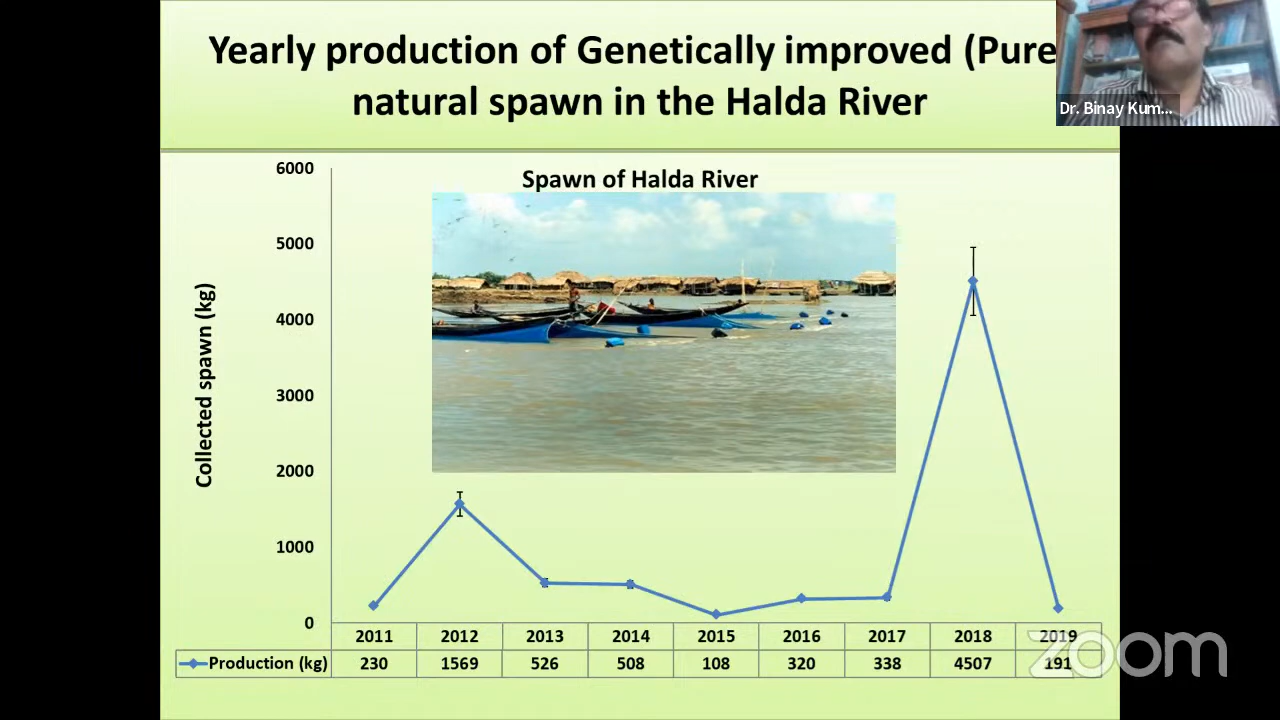 Yearly production of Genetically improved (Pure
natural spawn in the Halda River
Dr. Binay Kum...
Spawn of Halda River
Collected spawn (kg)
6000
5000
4000
3000
2000
1000
0
2011 2012 2013 2014 2015 2016 2017 2018 2019
Production (kg) 230 1569 526 508 108 320 338 4507 191
zoom